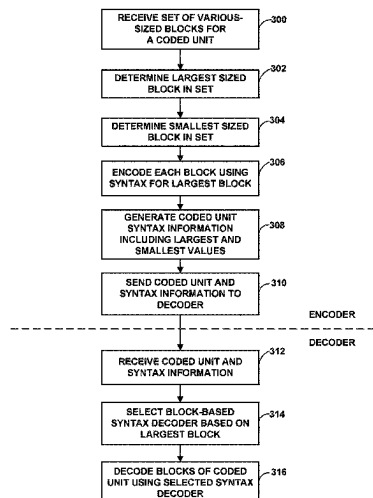 RECEIVE SET OF VARIOUS-
SIZED BLOCKS FOR
A CODED UNIT
300
DETERMINE LARGEST SIZED
BLOCK IN SET
302
DETERMINE SMALLEST SIZED
BLOCK IN SET
304
ENCODE EACH BLOCK USING
SYNTAX FOR LARGEST BLOCK
306
GENERATE CODED UNIT
SYNTAX INFORMATION
INCLUDING LARGEST AND
SMALLEST VALUES
308
SEND CODED UNIT AND
SYNTAX INFORMATION TO
DECODER
310
ENCODER
DECODER
RECEIVE CODED UNIT AND
SYNTAX INFORMATION
312
SELECT BLOCK-BASED
SYNTAX DECODER BASED ON
LARGEST BLOCK
314
DECODE BLOCKS OF CODED
UNIT USING SELECTED SYNTAX
DECODER
316